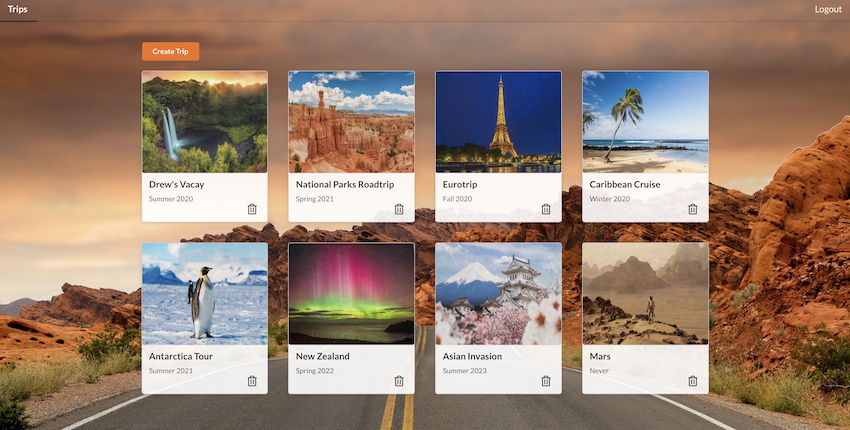 Trips
Logout
Create Trip
Drew's Vacay
Summer 2020
National Parks Roadtrip
Spring 2021
Eurotrip
Fall 2020
Caribbean Cruise
Winter 2020
Antarctica Tour
Summer 2021
New Zealand
Spring 2022
Asian Invasion
Summer 2023
Mars
Never